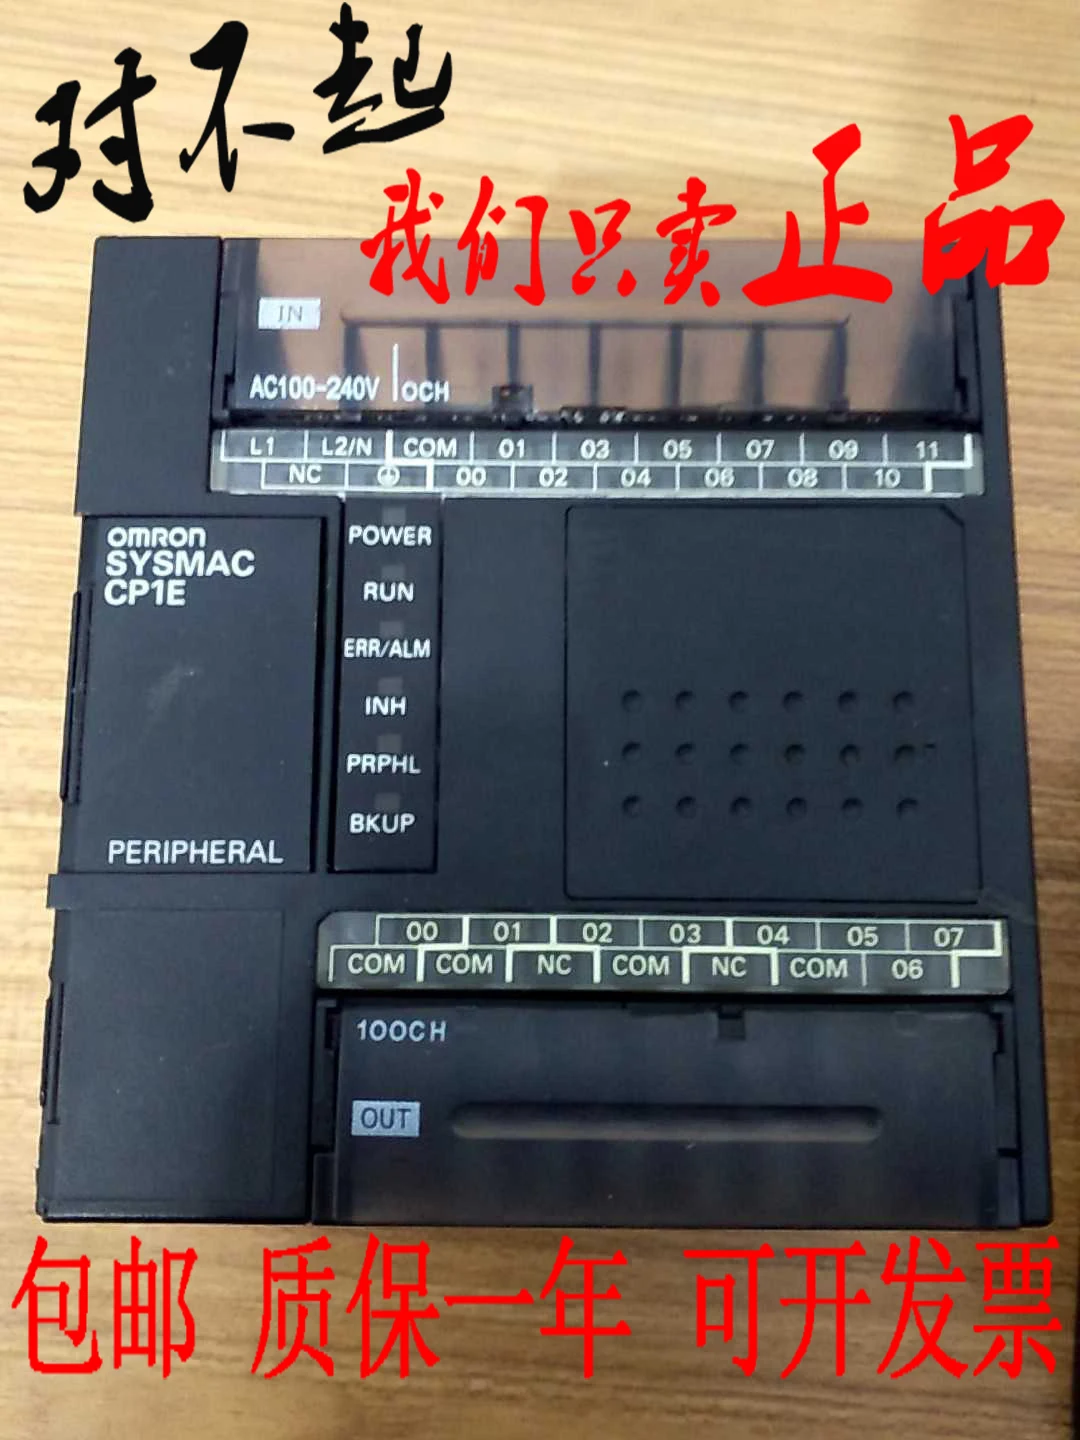 对不起
我们只卖正品
IN
AC100-240V OCH
L1 L2/N COM 01 03 05 07 09 11
NC 00 02 04 06 08 10
OMRON
SYSMAC
CP1E
POWER
RUN
ERR/ALM
INH
PRPHL
BKUP
PERIPHERAL
00 01 02 03 04 05 07
COM COM NC COM NC COM 06
100CH
OUT
包邮 质保一年 可开发票